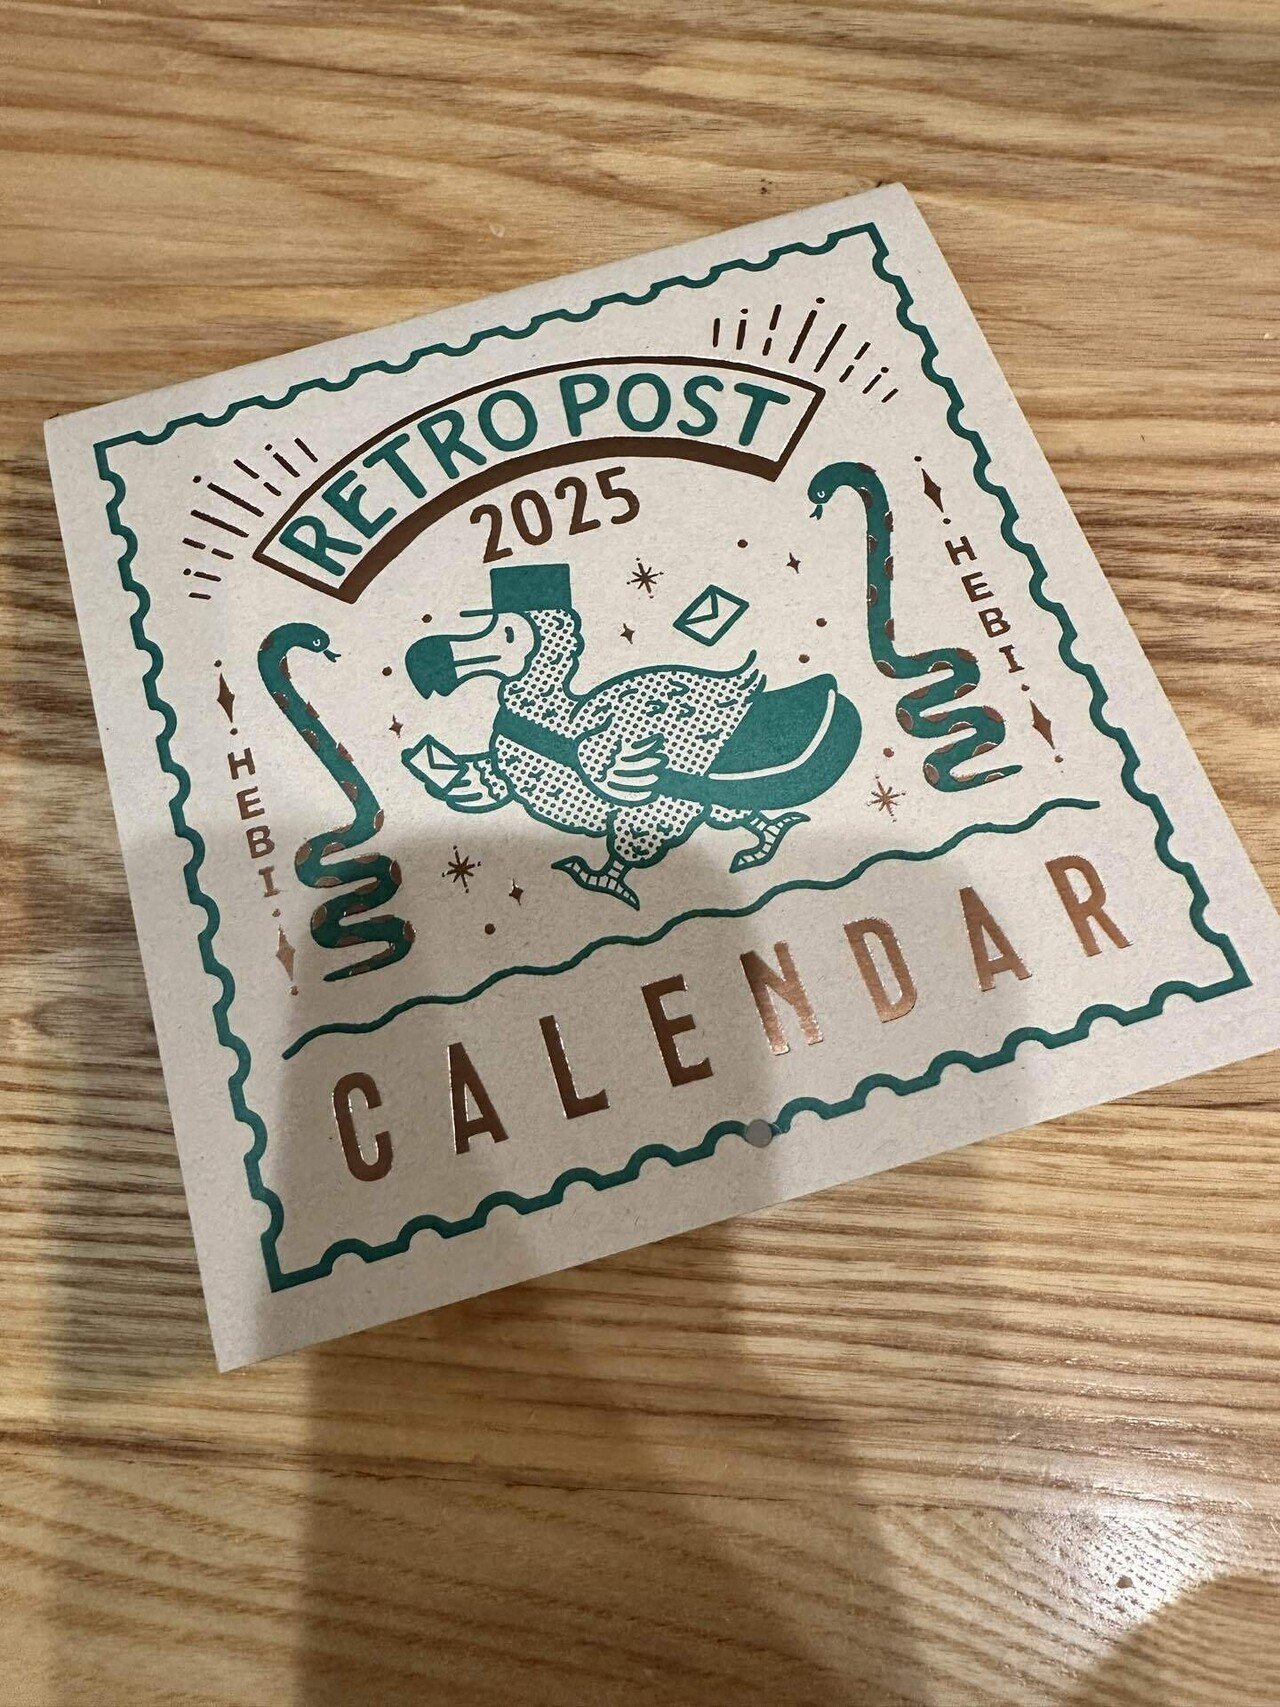 RETRO POST
2025
HEBI
HEBI
CALENDAR